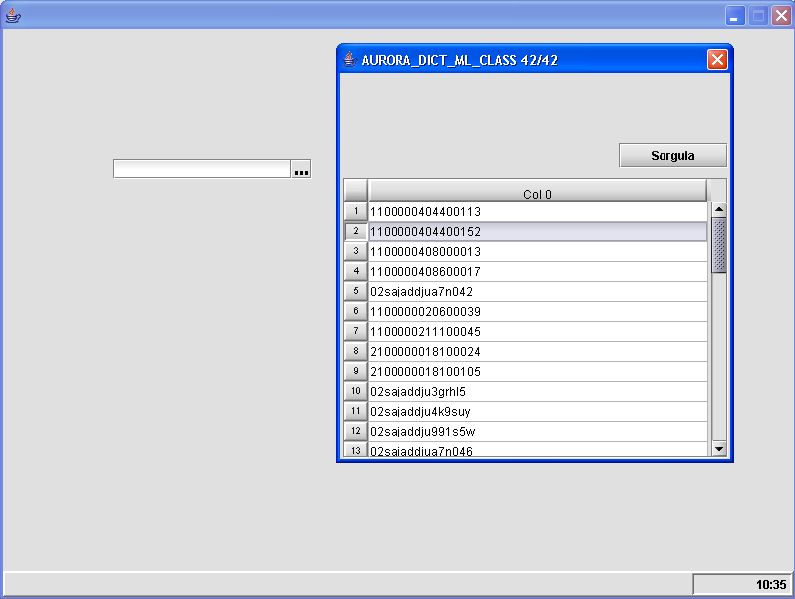 AURORA_DICT_ML_CLASS 42/42
Sorgula
...
Col 0
1 1100000404400113
2 1100000404400152
3 1100000408000013
4 1100000408600017
5 02sajaddjua7n042
6 1100000020600039
7 1100000211100045
8 2100000018100024
9 2100000018100105
10 02sajaddju3grhl5
11 02sajaddju4k9suy
12 02sajaddju991s5w
13 02sajaddjua7n046
10:35